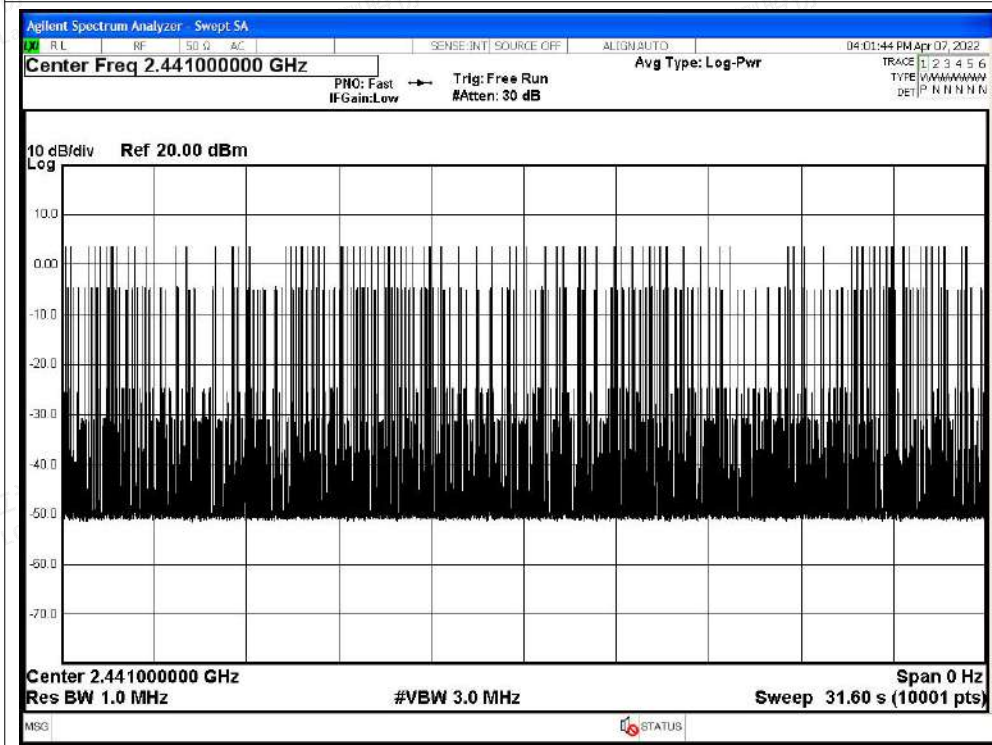 Agilent Spectrum Analyzer - Swept SA
LXI RL RF 50 Ω AC SENSE:INT SOURCE OFF ALIGN AUTO 04:01:44 PM Apr 07, 2022
Center Freq 2.441000000 GHz Avg Type: Log-Pwr TRACE 1 2 3 4 5 6
PNO: Fast Trig: Free Run TYPE
IFGain:Low #Atten: 30 dB DET P N N N N N
10 dB/div Ref 20.00 dBm
Log
10.0
0.00
-10.0
-20.0
-30.0
-40.0
-50.0
-60.0
-70.0
Center 2.441000000 GHz Span 0 Hz
Res BW 1.0 MHz #VBW 3.0 MHz Sweep 31.60 s (10001 pts)
MSG STATUS